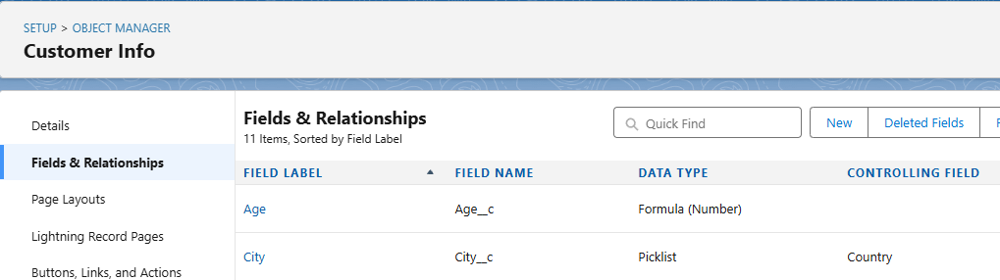 SETUP > OBJECT MANAGER
Customer Info
Details
Fields & Relationships
Page Layouts
Lightning Record Pages
Buttons, Links, and Actions
Fields & Relationships
11 Items, Sorted by Field Label
Quick Find
New
Deleted Fields
FIELD LABEL FIELD NAME DATA TYPE CONTROLLING FIELD
Age Age__c Formula (Number)
City City__c Picklist Country